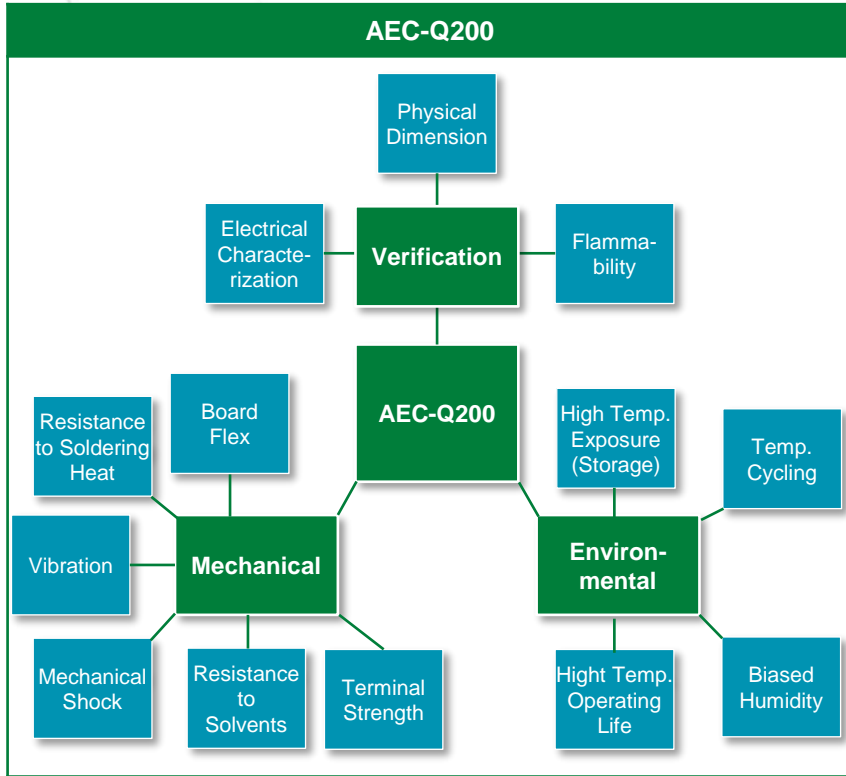 AEC-Q200
Physical
Dimension
Electrical
Characte-
rization
Verification
Flamma-
bility
AEC-Q200
Board
Flex
Resistance
to Soldering
Heat
High Temp.
Exposure
(Storage)
Temp.
Cycling
Vibration
Mechanical
Environ-
mental
Mechanical
Shock
Resistance
to
Solvents
Terminal
Strength
Hight Temp.
Operating
Life
Biased
Humidity